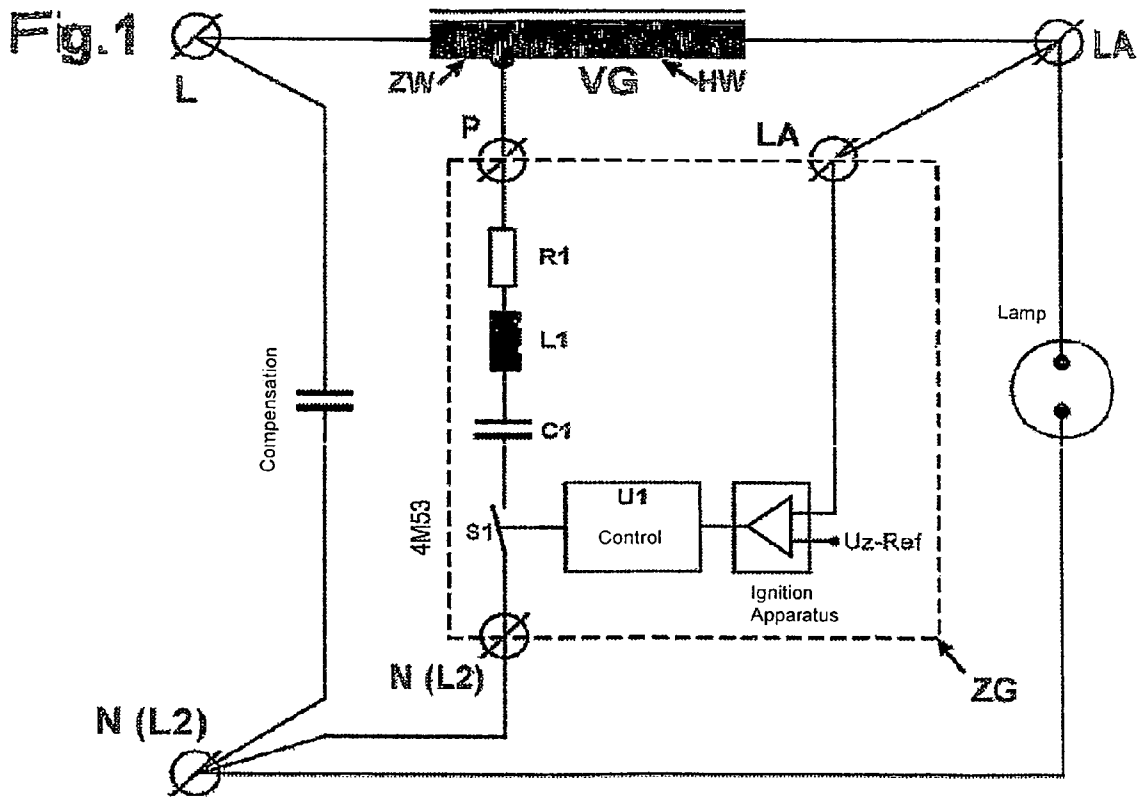 Fig.1
L
ZW
VG
HW
LA
P
LA
R1
L1
C1
Lamp
Compensation
4M53
S1
U1
Control
Uz-Ref
Ignition
Apparatus
N (L2)
ZG
N (L2)